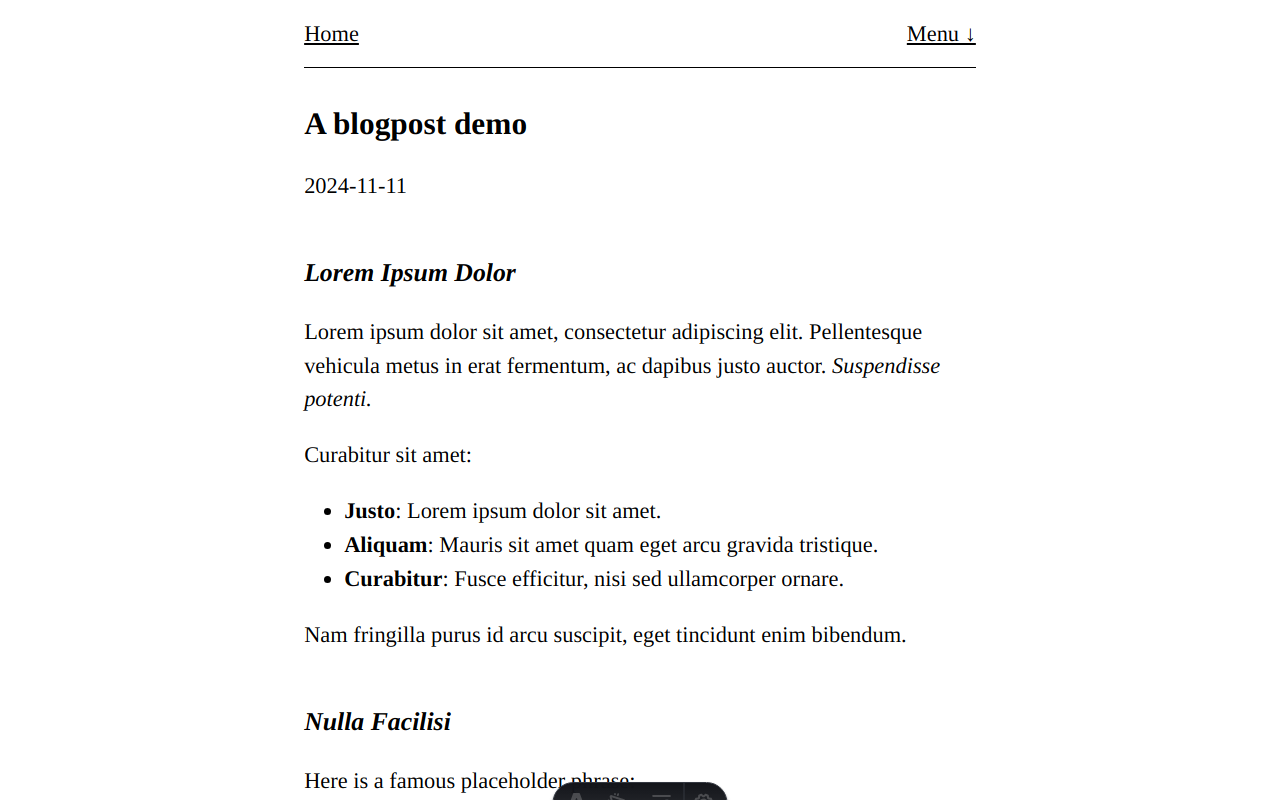 Home
Menu ↓
A blogpost demo
2024-11-11
Lorem Ipsum Dolor
Lorem ipsum dolor sit amet, consectetur adipiscing elit. Pellentesque
vehicula metus in erat fermentum, ac dapibus justo auctor. Suspendisse
potenti.
Curabitur sit amet:
• Justo: Lorem ipsum dolor sit amet.
• Aliquam: Mauris sit amet quam eget arcu gravida tristique.
• Curabitur: Fusce efficitur, nisi sed ullamcorper ornare.
Nam fringilla purus id arcu suscipit, eget tincidunt enim bibendum.
Nulla Facilisi
Here is a famous placeholder phrase: